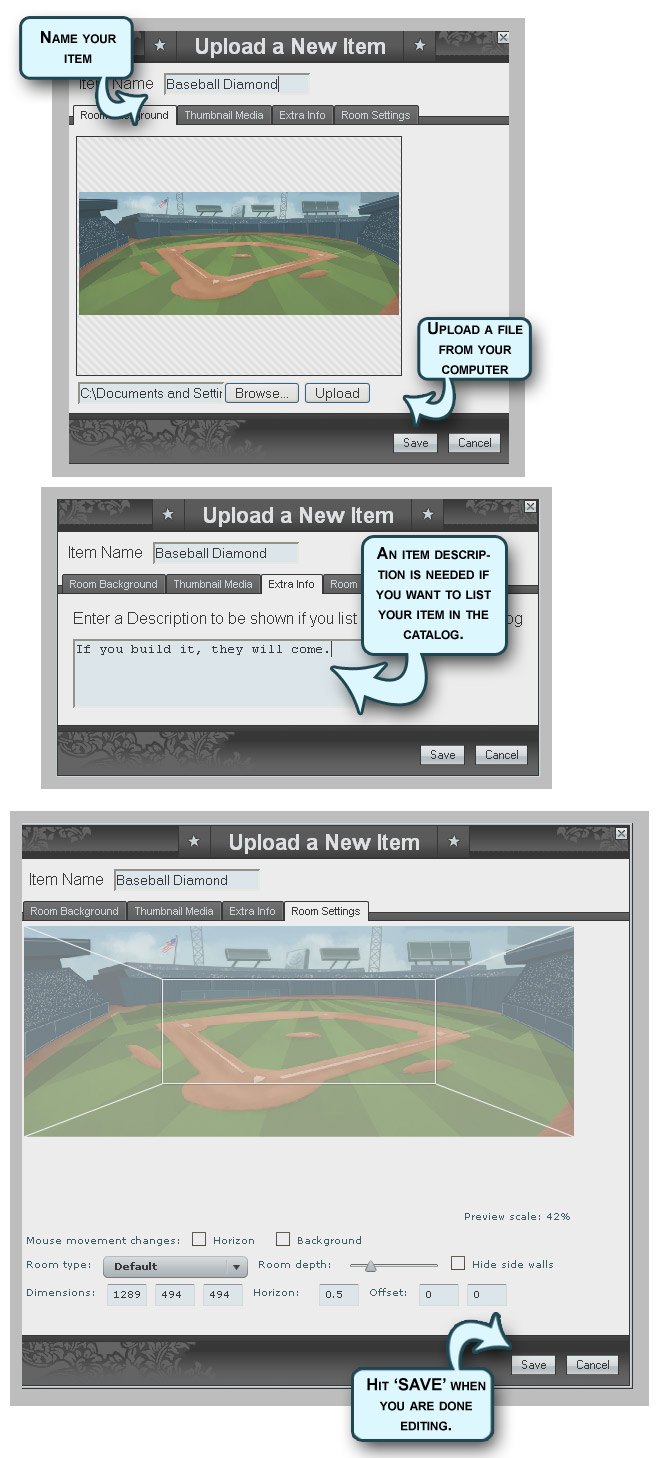 NAME YOUR
ITEM
Upload a New Item
Item Name Baseball Diamond
Thumbnail Media Extra Info Room Settings
UPLOAD A FILE
FROM YOUR
COMPUTER
C:\Documents and Settin Browse... Upload
Save Cancel
Upload a New Item
Item Name Baseball Diamond
Room Background Thumbnail Media Extra Info Room
AN ITEM DESCRIP-
TION IS NEEDED IF
YOU WANT TO LIST
YOUR ITEM IN THE
CATALOG.
Enter a Description to be shown if you list
If you build it, they will come.
Save Cancel
Upload a New Item
Item Name Baseball Diamond
Room Background Thumbnail Media Extra Info Room Settings
Preview scale: 42%
Mouse movement changes: Horizon Background
Room type: Default Room depth: Hide side walls
Dimensions: 1289 494 494 Horizon: 0.5 Offset: 0 0
Save Cancel
HIT ‘SAVE’ WHEN
YOU ARE DONE
EDITING.